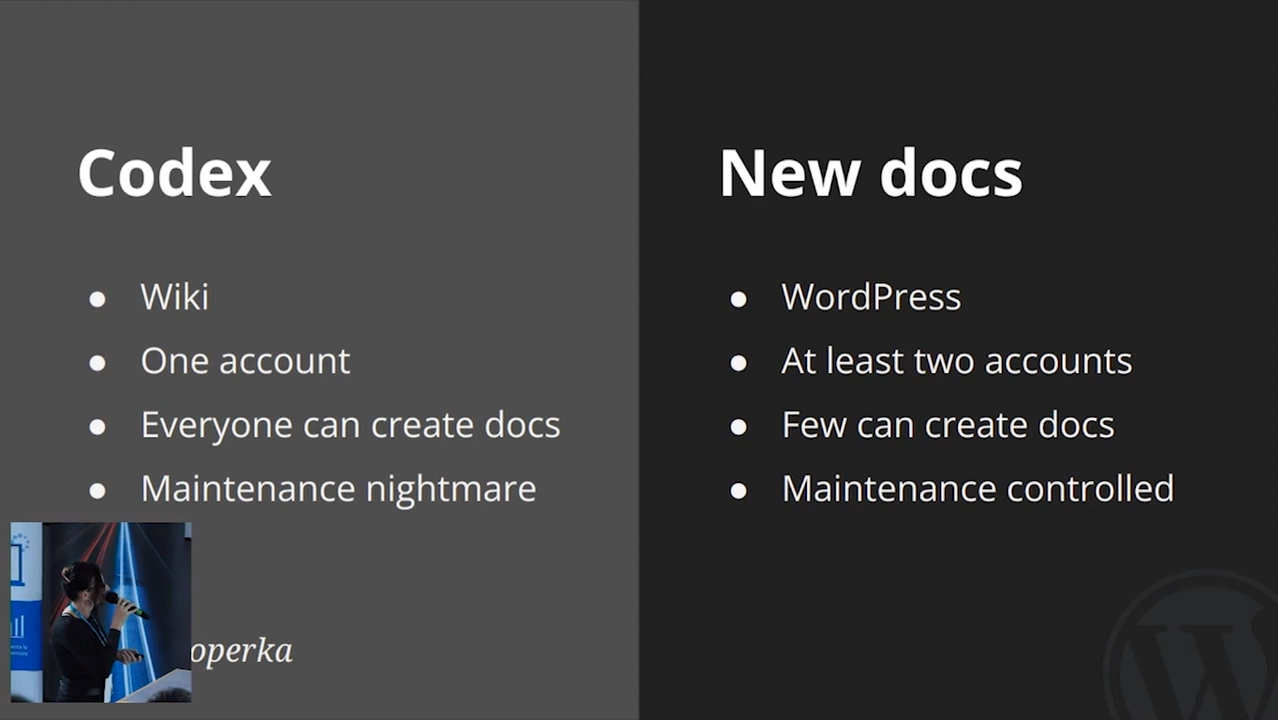 Codex
Wiki
One account
Everyone can create docs
Maintenance nightmare
operka
New docs
WordPress
At least two accounts
Few can create docs
Maintenance controlled